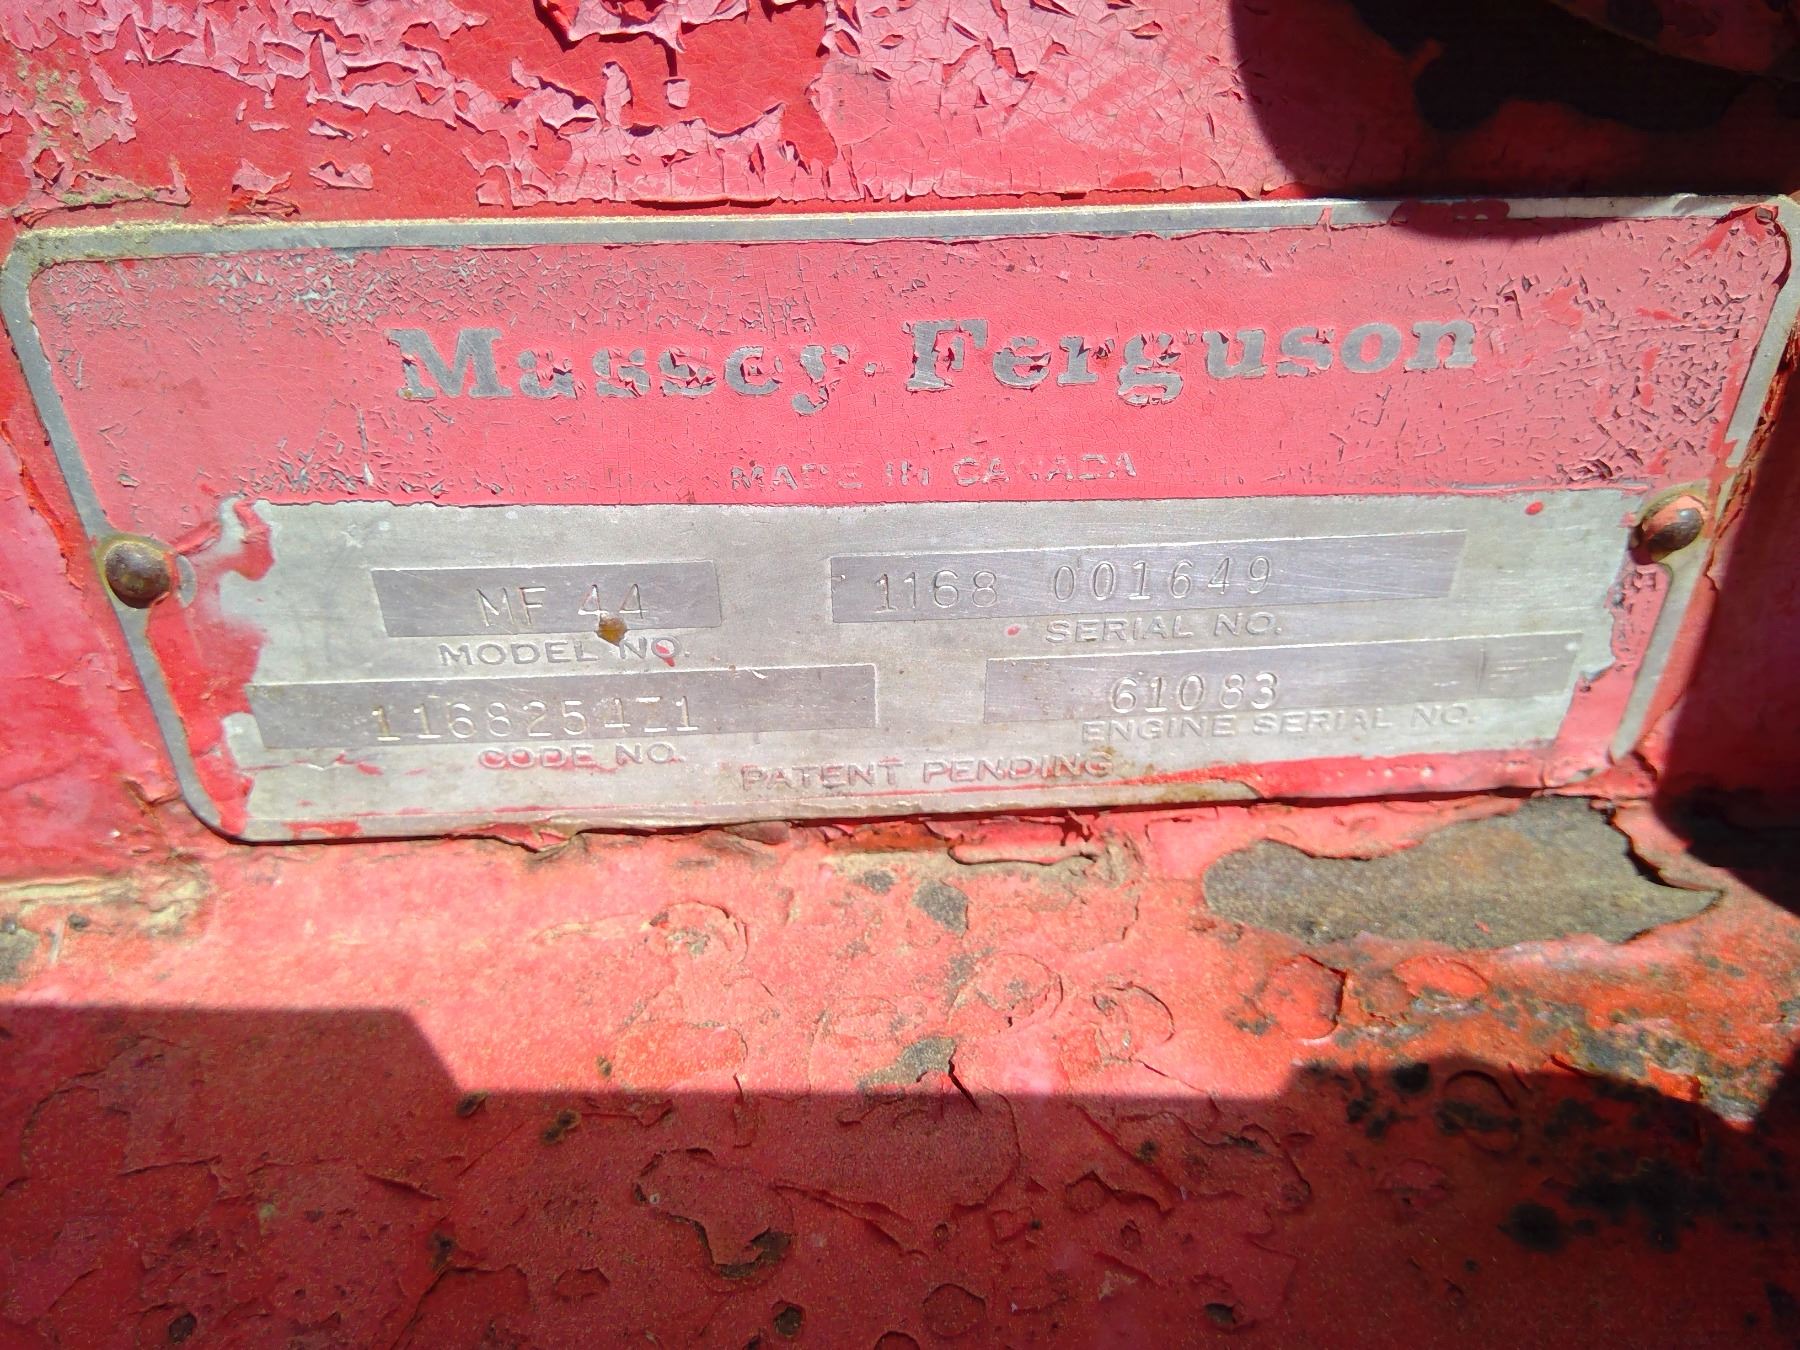 Massey-Ferguson
MADE IN CANADA
MF 44 1168 001649
MODEL NO. SERIAL NO.
1168254Z1 61083
CODE NO. ENGINE SERIAL NO.
PATENT PENDING